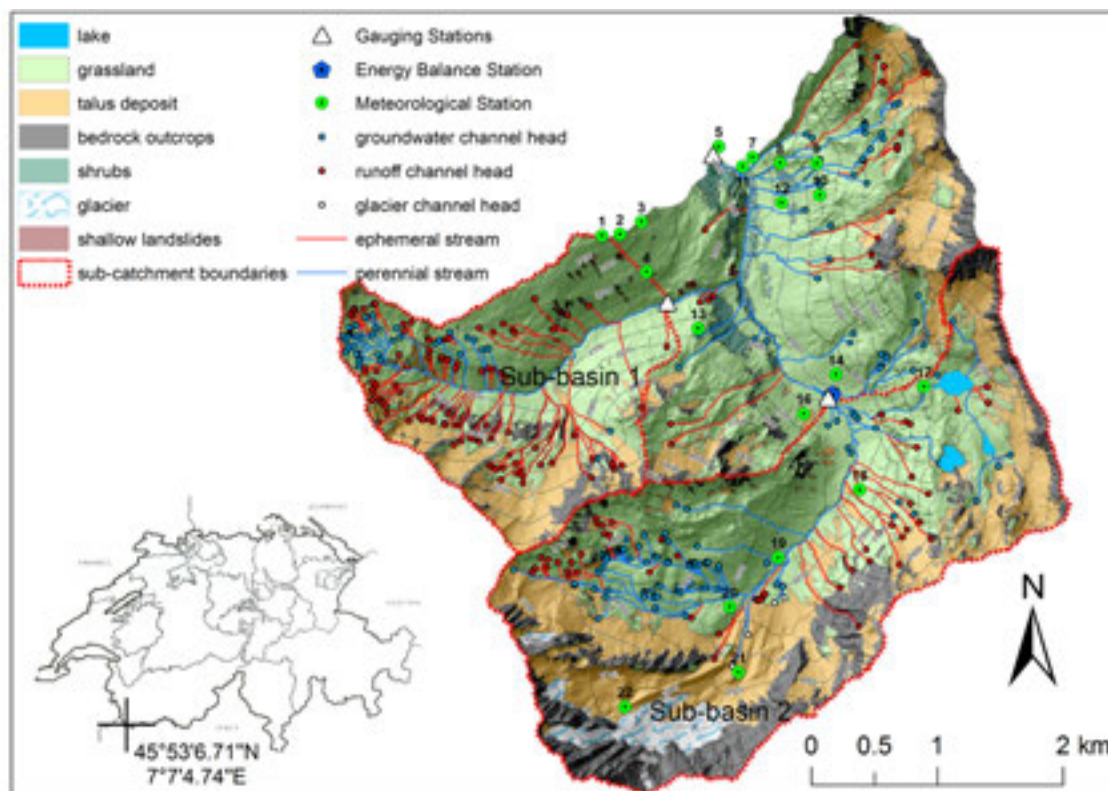 lake
grassland
talus deposit
bedrock outcrops
shrubs
glacier
shallow landslides
sub-catchment boundaries
Gauging Stations
Energy Balance Station
Meteorological Station
groundwater channel head
runoff channel head
glacier channel head
ephemeral stream
perennial stream
5
7
12
10
1
2
3
4
13
14
17
16
19
20
21
22
Sub-basin 1
Sub-basin 2
N
0 0.5 1 2 km
45°53'6.71"N
7°7'4.74"E